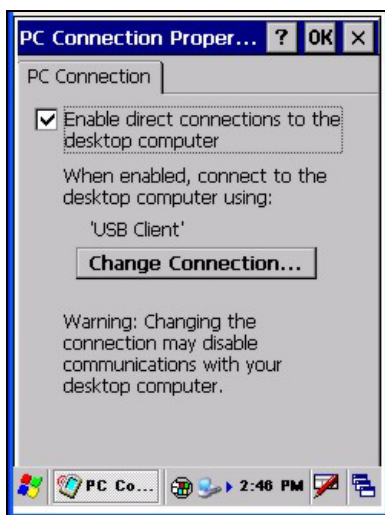 PC Connection Proper... ? OK ×
PC Connection
Enable direct connections to the
desktop computer
When enabled, connect to the
desktop computer using:
'USB Client'
Change Connection...
Warning: Changing the
connection may disable
communications with your
desktop computer.
PC Co... 2:46 PM